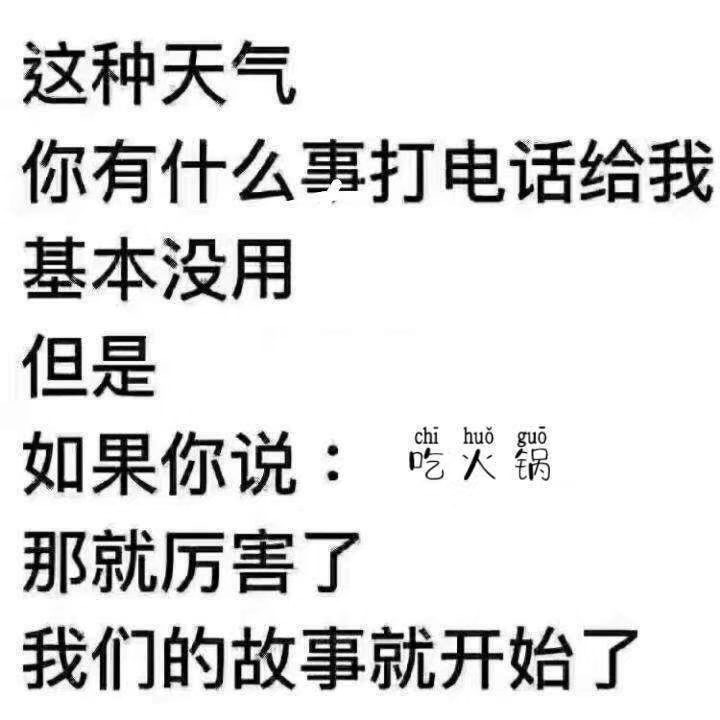 这种天气
你有什么事打电话给我
基本没用
但是
chī huǒ guō
如果你说：吃火锅
那就厉害了
我们的故事就开始了